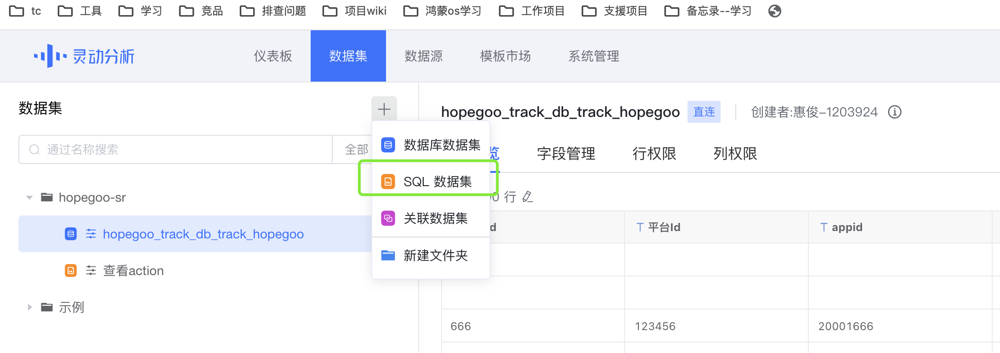 tc 工具 学习 竞品 排查问题 项目wiki 鸿蒙os学习 工作项目 支援项目 备忘录--学习
灵动分析 仪表板 数据集 数据源 模板市场 系统管理
数据集
通过名称搜索 全部
hopegoo-sr
hopegoo_track_db_track_hopegoo
查看action
示例
数据库数据集
SQL 数据集
关联数据集
新建文件夹
hopegoo_track_db_track_hopegoo 直连 创建者:惠俊-1203924
览 字段管理 行权限 列权限
0 行
d 平台Id appid
666 123456 20001666